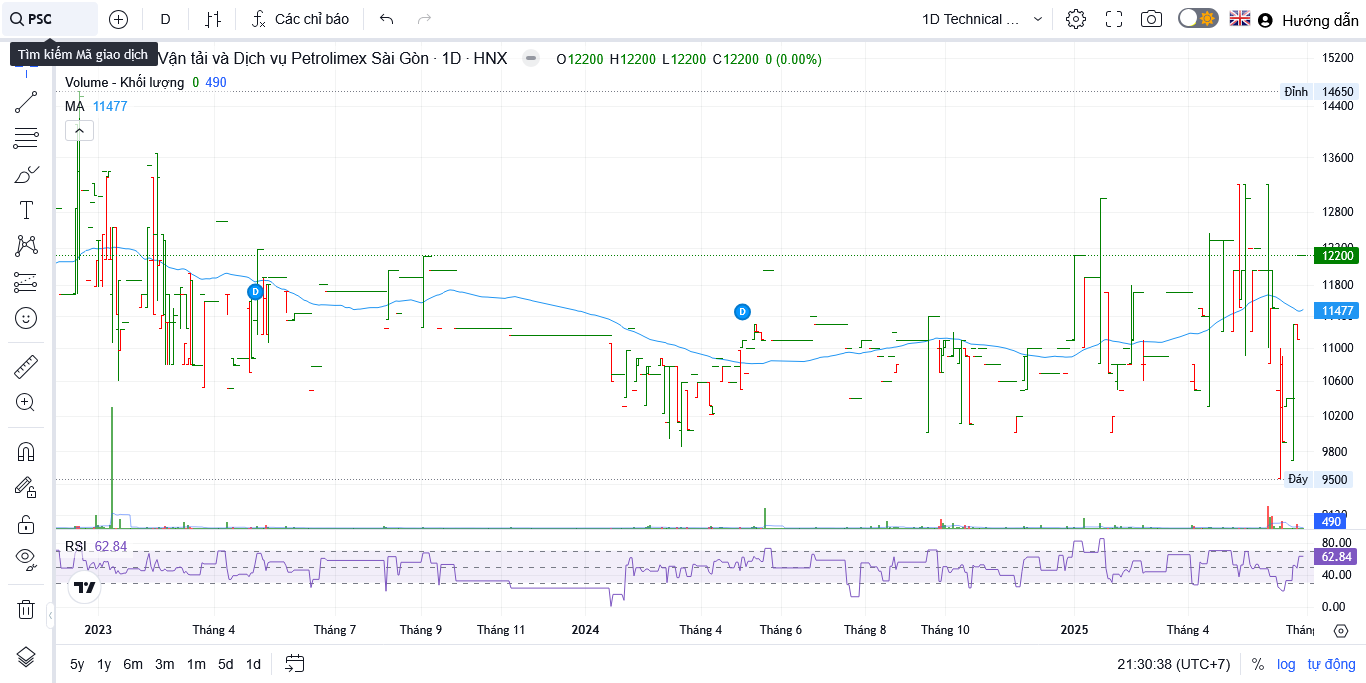 PSC
D
Các chỉ báo
1D Technical ...
Hướng dẫn
Tìm kiếm Mã giao dịch
Vận tải và Dịch vụ Petrolimex Sài Gòn · 1D · HNX
O12200 H12200 L12200 C12200 0 (0.00%)
Volume - Khối lượng 0 490
MA 11477
15200
Đỉnh 14650
14400
13600
12800
12200
12200
11800
11477
11000
10600
10200
9800
Đáy 9500
490
D
D
RSI 62.84
80.00
62.84
40.00
0.00
2023
Tháng 4
Tháng 7
Tháng 9
Tháng 11
2024
Tháng 4
Tháng 6
Tháng 8
Tháng 10
2025
Tháng 4
5y 1y 6m 3m 1m 5d 1d
21:30:38 (UTC+7)
% log tự động